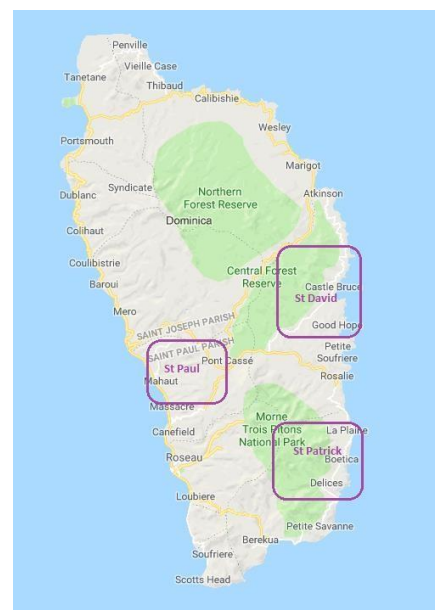 Penville
Vieille Case
Tanetane
Thibaud
Calibishie
Wesley
Portsmouth
Marigot
Syndicate
Northern
Forest Reserve
Atkinson
Dublanc
Dominica
Colihaut
Coulibistrie
Central Forest
Reserve
Baroui
Castle Bruce
St David
Mero
Good Hope
SAINT JOSEPH PARISH
SAINT PAUL PARISH
Petite
Soufriere
Pont Cassé
St Paul
Rosalie
Mahaut
Massacre
Morne
Trois Pitons
National Park
La Plaine
Canefield
St Patrick
Roseau
Boetica
Delices
Loubiere
Petite Savanne
Berekua
Soufriere
Scotts Head